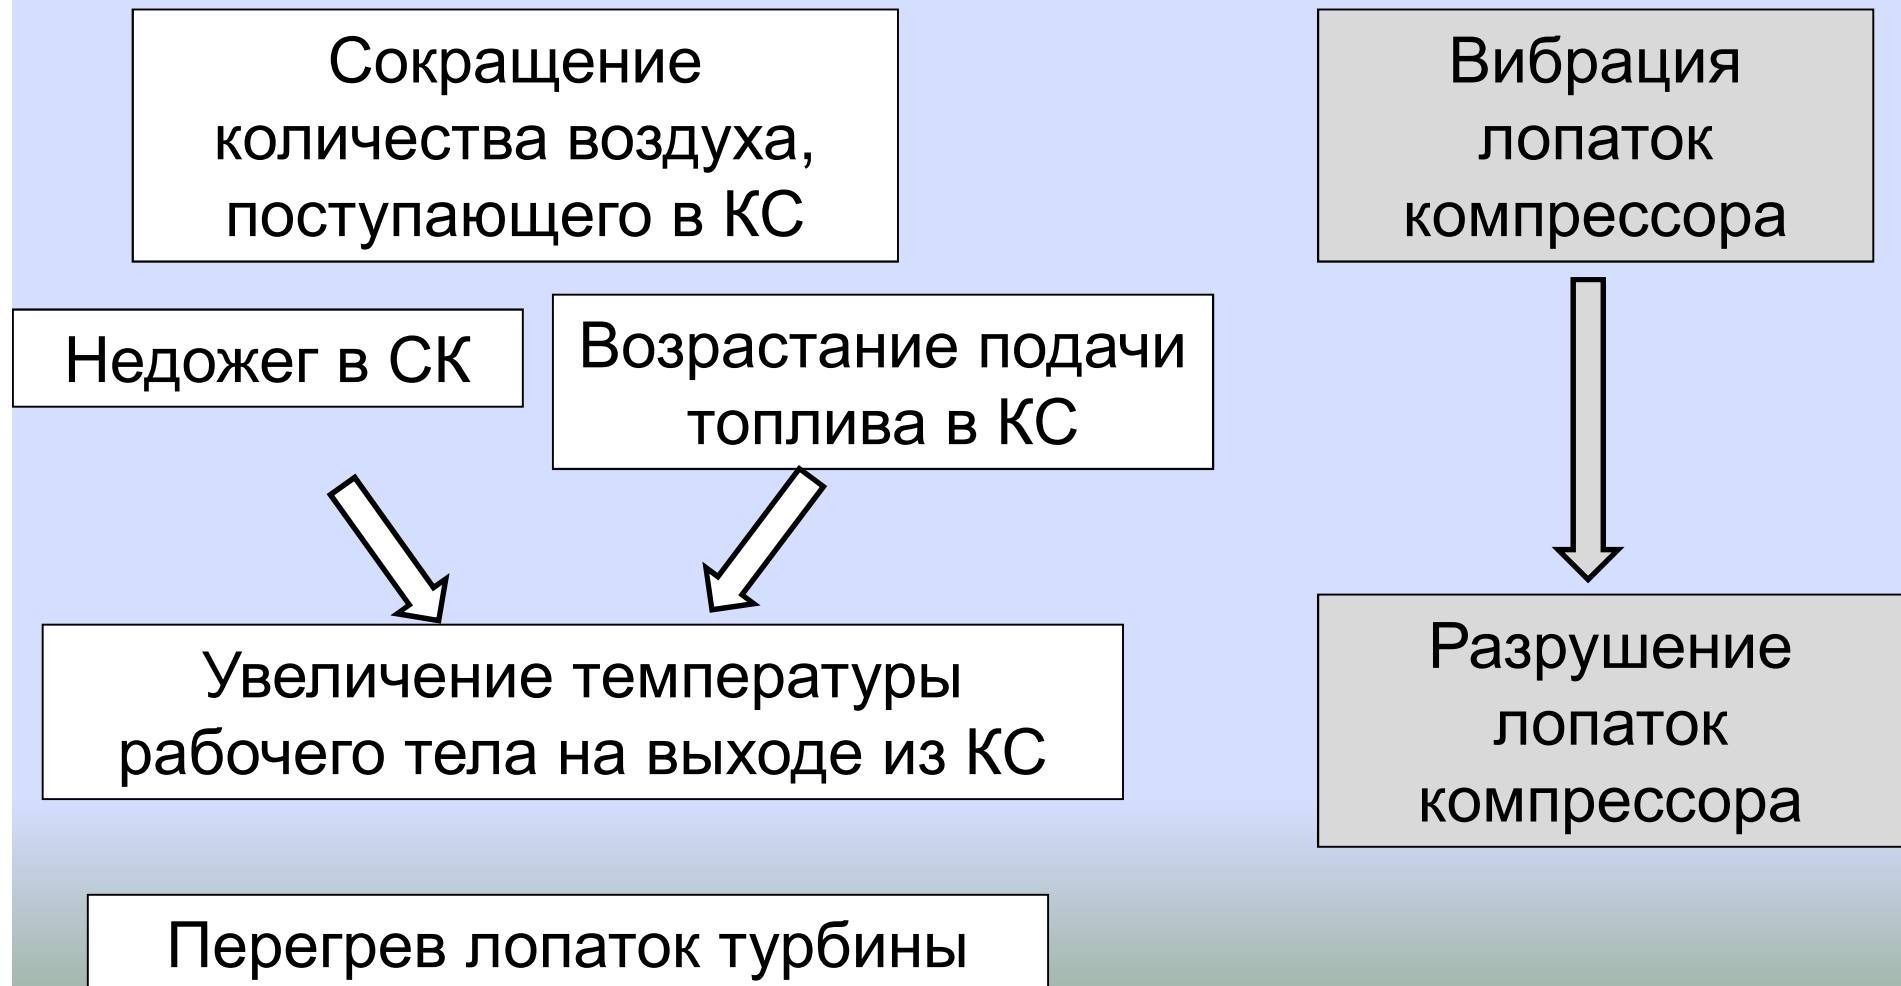 Сокращение
количества воздуха,
поступающего в КС
Вибрация
лопаток
компрессора
Недожег в СК
Возрастание подачи
топлива в КС
Увеличение температуры
рабочего тела на выходе из КС
Разрушение
лопаток
компрессора
Перегрев лопаток турбины